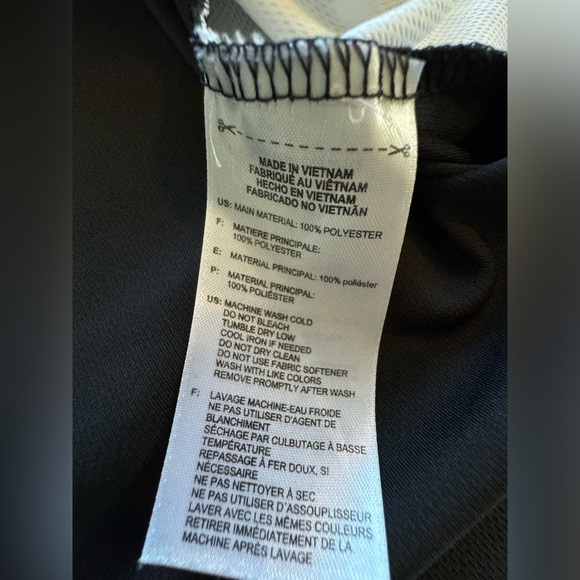 MADE IN VIETNAM
FABRIQUÉ AU VIÊTNAM
HECHO EN VIETNAM
FABRICADO NO VIETNÃN
US: MAIN MATERIAL: 100% POLYESTER
F: MATIERE PRINCIPALE:
100% POLYESTER
E: MATERIAL PRINCIPAL: 100% poliéster
P: MATERIAL PRINCIPAL:
100% POLIÉSTER
US: MACHINE WASH COLD
DO NOT BLEACH
TUMBLE DRY LOW
COOL IRON IF NEEDED
DO NOT DRY CLEAN
DO NOT USE FABRIC SOFTENER
WASH WITH LIKE COLORS
REMOVE PROMPTLY AFTER WASH
F: LAVAGE MACHINE-EAU FROIDE
NE PAS UTILISER D'AGENT DE
BLANCHIMENT
SÉCHAGE PAR CULBUTAGE À BASSE
TEMPÉRATURE
REPASSAGE À FER DOUX, SI
NÉCESSAIRE
NE PAS NETTOYER À SEC
NE PAS UTILISER D'ASSOUPLISSEUR
LAVER AVEC LES MÊMES COULEURS
RETIRER IMMÉDIATEMENT DE LA
MACHINE APRÈS LAVAGE